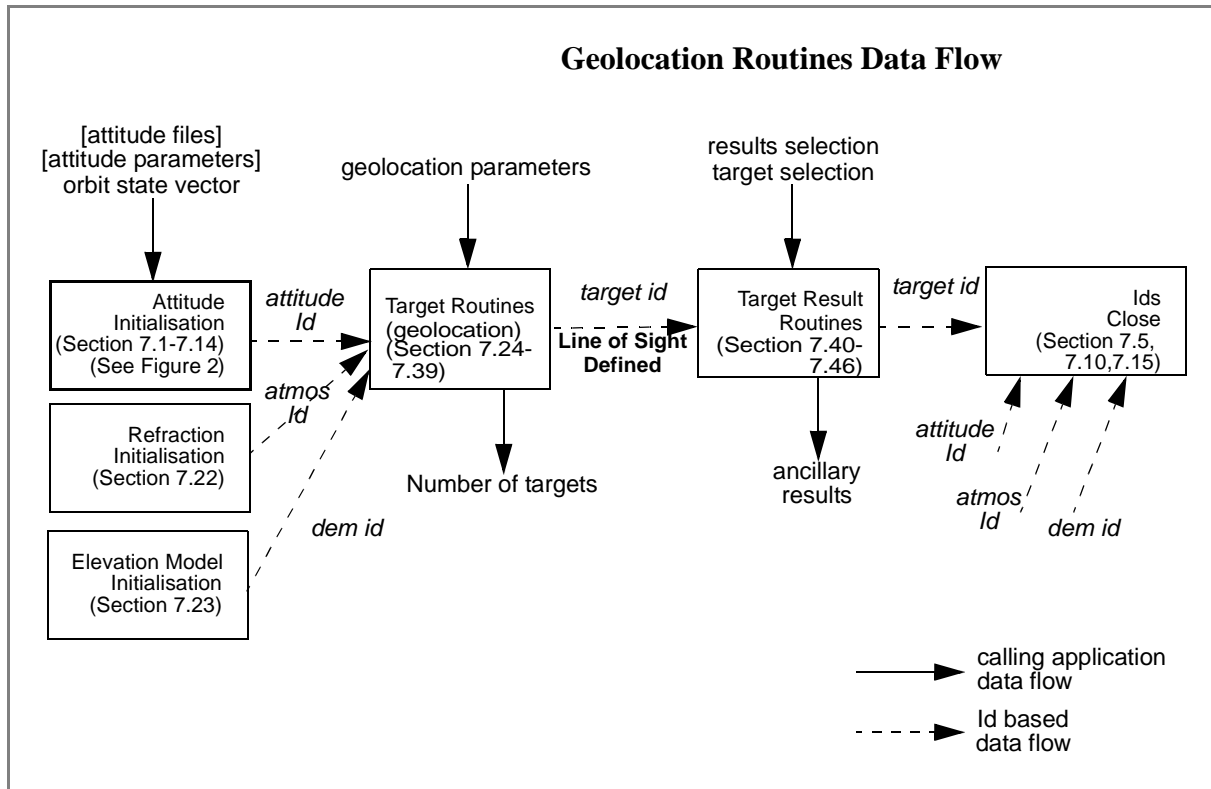 Geolocation Routines Data Flow
[attitude files]
[attitude parameters]
orbit state vector
geolocation parameters
results selection
target selection
Attitude
Initialisation
(Section 7.1-7.14)
(See Figure 2)
attitude
Id
Target Routines
(geolocation)
(Section 7.24-
7.39)
target id
Line of Sight
Defined
Target Result
Routines
(Section 7.40-
7.46)
target id
Ids
Close
(Section 7.5,
7.10,7.15)
atmos
Id
Refraction
Initialisation
(Section 7.22)
Number of targets
ancillary
results
attitude
Id
atmos
Id
dem id
dem id
Elevation Model
Initialisation
(Section 7.23)
calling application
data flow
Id based
data flow